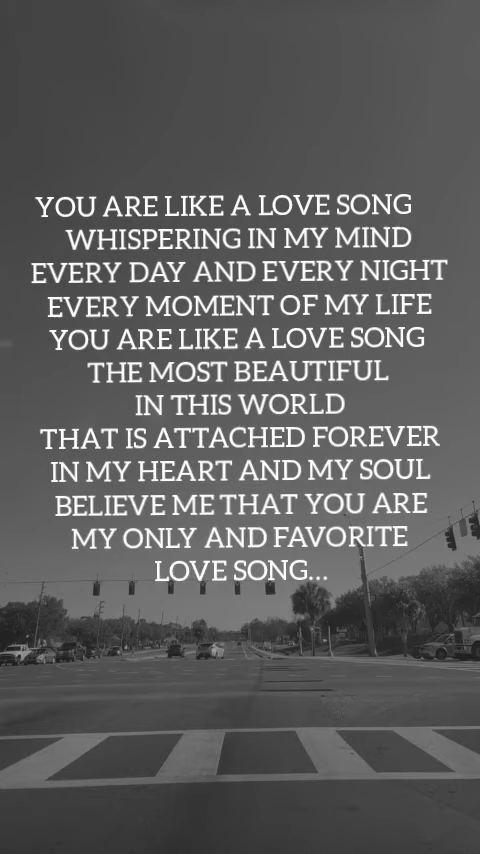 YOU ARE LIKE A LOVE SONG
WHISPERING IN MY MIND
EVERY DAY AND EVERY NIGHT
EVERY MOMENT OF MY LIFE
YOU ARE LIKE A LOVE SONG
THE MOST BEAUTIFUL
IN THIS WORLD
THAT IS ATTACHED FOREVER
IN MY HEART AND MY SOUL
BELIEVE ME THAT YOU ARE
MY ONLY AND FAVORITE
LOVE SONG...